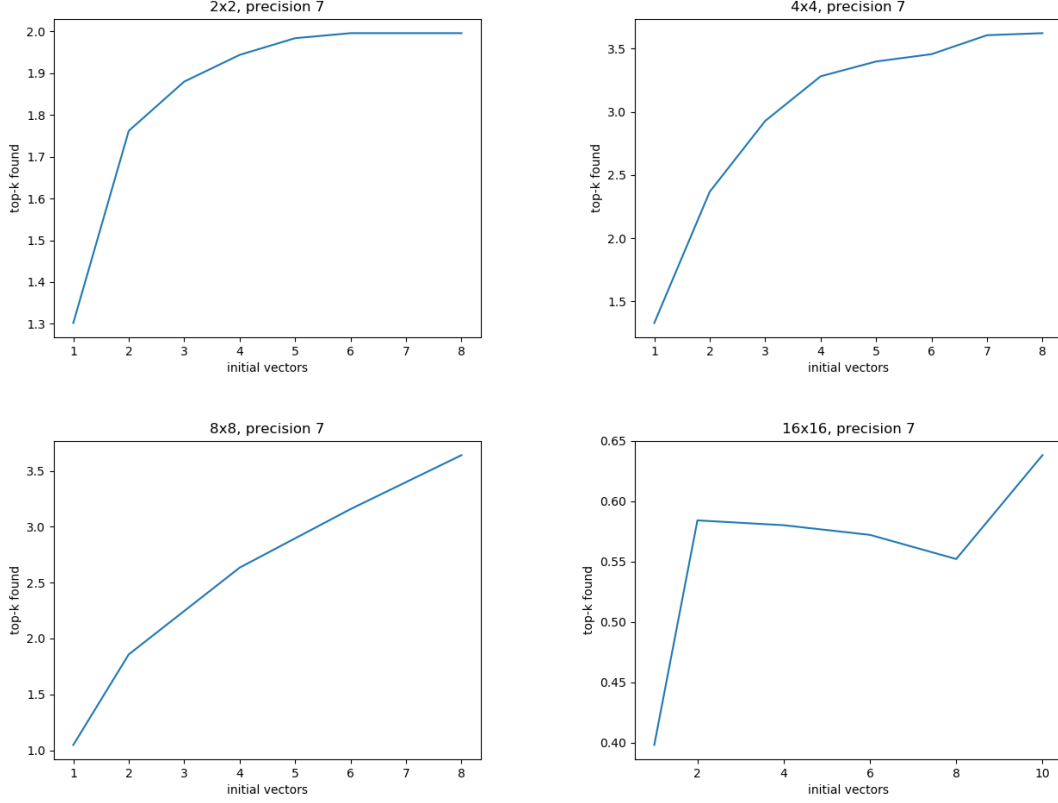 2x2, precision 7
2.0
1.9
1.8
1.7
1.6
1.5
1.4
1.3
top-k found
1 2 3 4 5 6 7 8
initial vectors
4x4, precision 7
3.5
3.0
2.5
2.0
1.5
top-k found
1 2 3 4 5 6 7 8
initial vectors
8x8, precision 7
3.5
3.0
2.5
2.0
1.5
1.0
top-k found
1 2 3 4 5 6 7 8
initial vectors
16x16, precision 7
0.65
0.60
0.55
0.50
0.45
0.40
top-k found
2 4 6 8 10
initial vectors